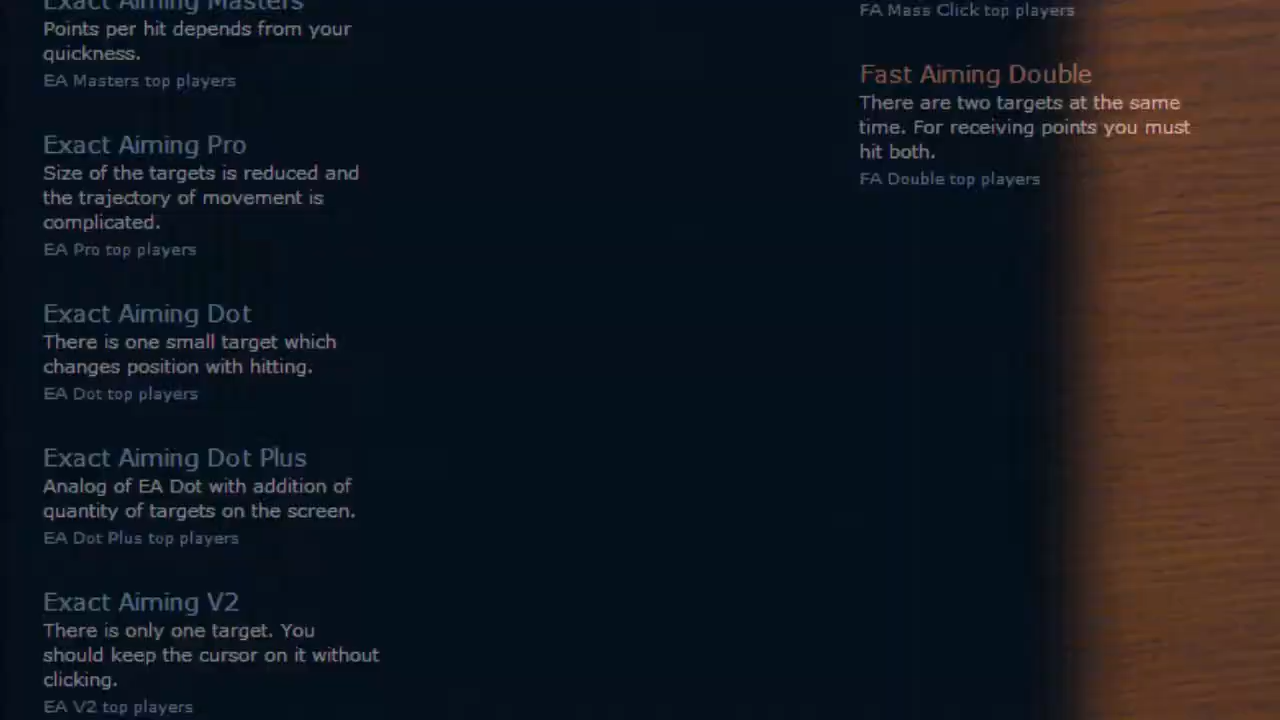 Exact Aiming Masters
Points per hit depends from your
quickness.
EA Masters top players
Exact Aiming Pro
Size of the targets is reduced and
the trajectory of movement is
complicated.
EA Pro top players
Exact Aiming Dot
There is one small target which
changes position with hitting.
EA Dot top players
Exact Aiming Dot Plus
Analog of EA Dot with addition of
quantity of targets on the screen.
EA Dot Plus top players
Exact Aiming V2
There is only one target. You
should keep the cursor on it without
clicking.
EA V2 top players
FA Mass Click top players
Fast Aiming Double
There are two targets at the same
time. For receiving points you must
hit both.
FA Double top players